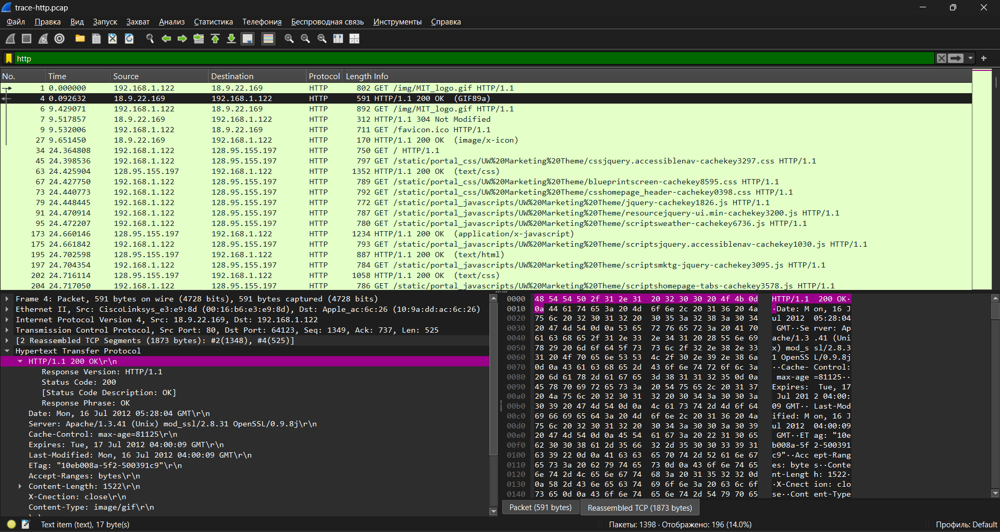 trace-http.pcap
Файл Правка Вид Запуск Захват Анализ Статистика Телефония Беспроводная связь Инструменты Справка
http
No. Time Source Destination Protocol Length Info
1 0.000000 192.168.1.122 18.9.22.169 HTTP 802 GET /img/MIT_logo.gif HTTP/1.1
4 0.092632 18.9.22.169 192.168.1.122 HTTP 591 HTTP/1.1 200 OK (GIF89a)
6 9.429071 192.168.1.122 18.9.22.169 HTTP 892 GET /img/MIT_logo.gif HTTP/1.1
7 9.517857 18.9.22.169 192.168.1.122 HTTP 312 HTTP/1.1 304 Not Modified
9 9.532006 192.168.1.122 18.9.22.169 HTTP 711 GET /favicon.ico HTTP/1.1
27 9.651450 18.9.22.169 192.168.1.122 HTTP 170 HTTP/1.1 200 OK (image/x-icon)
34 24.364808 192.168.1.122 128.95.155.197 HTTP 750 GET / HTTP/1.1
45 24.398536 192.168.1.122 128.95.155.197 HTTP 797 GET /static/portal_css/UW%20Marketing%20Theme/cssjquery.accessiblenav-cachekey3297.css HTTP/1.1
63 24.425904 128.95.155.197 192.168.1.122 HTTP 1352 HTTP/1.1 200 OK (text/css)
67 24.427750 192.168.1.122 128.95.155.197 HTTP 789 GET /static/portal_css/UW%20Marketing%20Theme/blueprintscreen-cachekey8595.css HTTP/1.1
73 24.440773 192.168.1.122 128.95.155.197 HTTP 792 GET /static/portal_css/UW%20Marketing%20Theme/csshomepage_header-cachekey0398.css HTTP/1.1
79 24.448445 192.168.1.122 128.95.155.197 HTTP 772 GET /static/portal_javascripts/UW%20Marketing%20Theme/jquery-cachekey1826.js HTTP/1.1
91 24.470914 192.168.1.122 128.95.155.197 HTTP 787 GET /static/portal_javascripts/UW%20Marketing%20Theme/resourcejquery-ui.min-cachekey3200.js HTTP/1.1
95 24.472207 192.168.1.122 128.95.155.197 HTTP 780 GET /static/portal_javascripts/UW%20Marketing%20Theme/scriptsweather-cachekey6736.js HTTP/1.1
173 24.660146 128.95.155.197 192.168.1.122 HTTP 1234 HTTP/1.1 200 OK (application/x-javascript)
175 24.661842 192.168.1.122 128.95.155.197 HTTP 793 GET /static/portal_javascripts/UW%20Marketing%20Theme/scriptsjquery.accessiblenav-cachekey1030.js HTTP/1.1
195 24.702598 128.95.155.197 192.168.1.122 HTTP 887 HTTP/1.1 200 OK (text/html)
197 24.704354 192.168.1.122 128.95.155.197 HTTP 784 GET /static/portal_javascripts/UW%20Marketing%20Theme/scriptsmktg-jquery-cachekey3095.js HTTP/1.1
202 24.716114 128.95.155.197 192.168.1.122 HTTP 1058 HTTP/1.1 200 OK (text/css)
204 24.717050 192.168.1.122 128.95.155.197 HTTP 786 GET /static/portal_javascripts/UW%20Marketing%20Theme/scriptshomepage-tabs-cachekey3578.js HTTP/1.1
Frame 4: Packet, 591 bytes on wire (4728 bits), 591 bytes captured (4728 bits)
Ethernet II, Src: CiscoLinksys_e3:e9:8d (00:16:b6:e3:e9:8d), Dst: Apple_ac:6c:26 (10:9a:dd:ac:6c:26)
Internet Protocol Version 4, Src: 18.9.22.169, Dst: 192.168.1.122
Transmission Control Protocol, Src Port: 80, Dst Port: 64123, Seq: 1349, Ack: 737, Len: 525
[2 Reassembled TCP Segments (1873 bytes): #2(1348), #4(525)]
Hypertext Transfer Protocol
HTTP/1.1 200 OK\r\n
Response Version: HTTP/1.1
Status Code: 200
[Status Code Description: OK]
Response Phrase: OK
Date: Mon, 16 Jul 2012 05:28:04 GMT\r\n
Server: Apache/1.3.41 (Unix) mod_ssl/2.8.31 OpenSSL/0.9.8j\r\n
Cache-Control: max-age=81125\r\n
Expires: Tue, 17 Jul 2012 04:00:09 GMT\r\n
Last-Modified: Mon, 16 Jul 2012 04:00:09 GMT\r\n
ETag: "10eb008a-5f2-500391c9"\r\n
Accept-Ranges: bytes\r\n
Content-Length: 1522\r\n
X-Cnection: close\r\n
Content-Type: image/gif\r\n
0000 48 54 54 50 2f 31 2e 31 20 32 30 30 20 4f 4b 0d HTTP/1.1 200 OK·
0010 0a 44 61 74 65 3a 20 4d 6f 6e 2c 20 31 36 20 4a ·Date: M on, 16 J
0020 75 6c 20 32 30 31 32 20 30 35 3a 32 38 3a 30 34 ul 2012 05:28:04
0030 20 47 4d 54 0d 0a 53 65 72 76 65 72 3a 20 41 70 GMT··Se rver: Ap
0040 61 63 68 65 2f 31 2e 33 2e 34 31 20 28 55 6e 69 ache/1.3 .41 (Uni
0050 78 29 20 6d 6f 64 5f 73 73 6c 2f 32 2e 38 2e 33 x) mod_s sl/2.8.3
0060 31 20 4f 70 65 6e 53 53 4c 2f 30 2e 39 2e 38 6a 1 OpenSS L/0.9.8j
0070 0d 0a 43 61 63 68 65 2d 43 6f 6e 74 72 6f 6c 3a ··Cache- Control:
0080 20 6d 61 78 2d 61 67 65 3d 38 31 31 32 35 0d 0a max-age =81125··
0090 45 78 70 69 72 65 73 3a 20 54 75 65 2c 20 31 37 Expires: Tue, 17
00a0 20 4a 75 6c 20 32 30 31 32 20 30 34 3a 30 30 3a Jul 201 2 04:00:
00b0 30 39 20 47 4d 54 0d 0a 4c 61 73 74 2d 4d 6f 64 09 GMT·· Last-Mod
00c0 69 66 69 65 64 3a 20 4d 6f 6e 2c 20 31 36 20 4a ified: M on, 16 J
00d0 75 6c 20 32 30 31 32 20 30 34 3a 30 30 3a 30 39 ul 2012 04:00:09
00e0 20 47 4d 54 0d 0a 45 54 61 67 3a 20 22 31 30 65 GMT··ET ag: "10e
00f0 62 30 30 38 61 2d 35 66 32 2d 35 30 30 33 39 31 b008a-5f 2-500391
0100 63 39 22 0d 0a 41 63 63 65 70 74 2d 52 61 6e 67 c9"··Acc ept-Rang
0110 65 73 3a 20 62 79 74 65 73 0d 0a 43 6f 6e 74 65 es: byte s··Conte
0120 6e 74 2d 4c 65 6e 67 74 68 3a 20 31 35 32 32 0d nt-Lengt h: 1522·
0130 0a 58 2d 43 6e 65 63 74 69 6f 6e 3a 20 63 6c 6f ·X-Cnect ion: clo
0140 73 65 0d 0a 43 6f 6e 74 65 6e 74 2d 54 79 70 65 se··Cont ent-Type
Packet (591 bytes) Reassembled TCP (1873 bytes)
Text item (text), 17 byte(s) Пакеты: 1398 · Отображено: 196 (14.0%) Профиль: Default